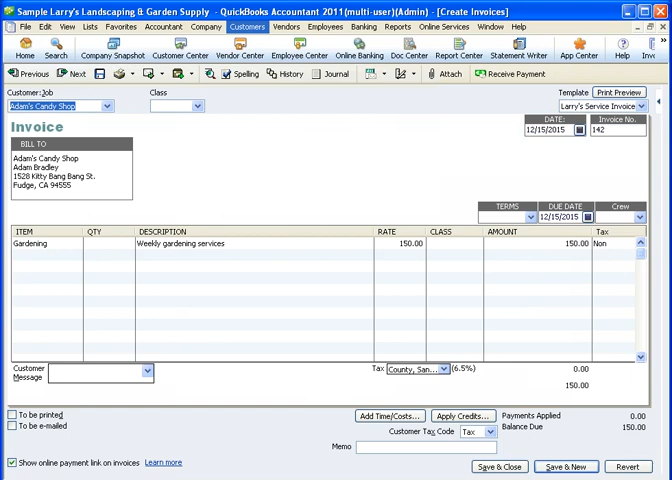 Sample Larry's Landscaping & Garden Supply - QuickBooks Accountant 2011(multi-user)(Admin) - [Create Invoices]
File Edit View Lists Favorites Accountant Company Customers Vendors Employees Banking Reports Online Services Window Help
Home Search Company Snapshot Customer Center Vendor Center Employee Center Online Banking Doc Center Report Center Statement Writer App Center Help
Previous Next Spelling History Journal Attach Receive Payment
Customer:Job Class Template Print Preview
Adam's Candy Shop Larry's Service Invoice
Invoice DATE: Invoice No.
12/15/2015 142
BILL TO
Adam's Candy Shop
Adam Bradley
1528 Kitty Bang Bang St.
Fudge, CA 94555
TERMS DUE DATE Crew
12/15/2015
ITEM QTY DESCRIPTION RATE CLASS AMOUNT Tax
Gardening Weekly gardening services 150.00 150.00 Non
Customer Message Tax County, San... (6.5%) 0.00
150.00
To be printed Add Time/Costs... Apply Credits... Payments Applied 0.00
To be e-mailed Customer Tax Code Tax Balance Due 150.00
Memo
Show online payment link on invoices Learn more Save & Close Save & New Revert